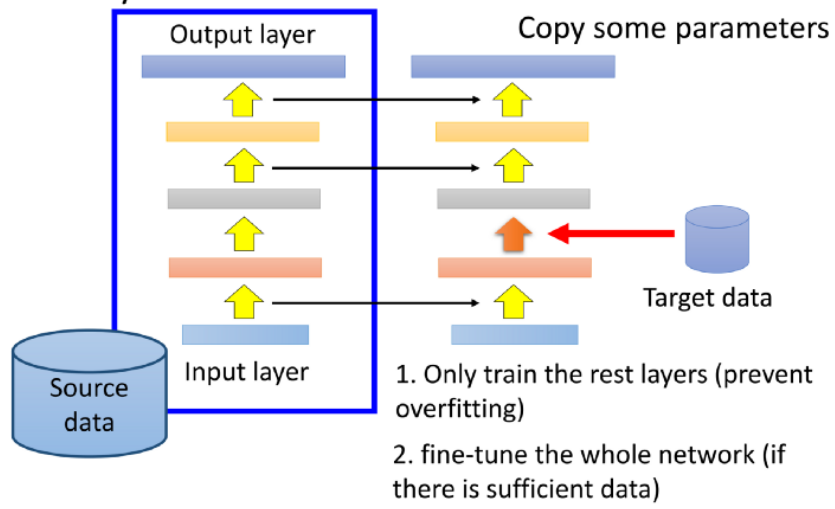 Output layer
Copy some parameters
Target data
Input layer
Source
data
1. Only train the rest layers (prevent
overfitting)
2. fine-tune the whole network (if
there is sufficient data)